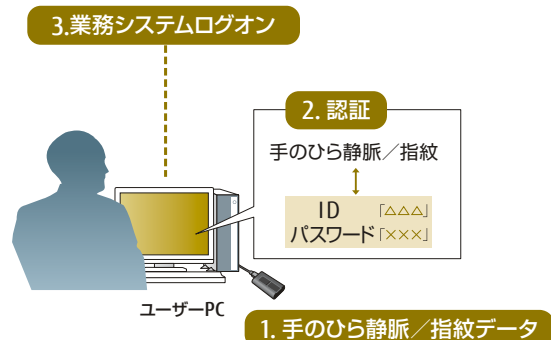 3.業務システムログオン
2. 認証
手のひら静脈／指紋
ID 「△△△」
パスワード「×××」
ユーザーPC
1. 手のひら静脈／指紋データ